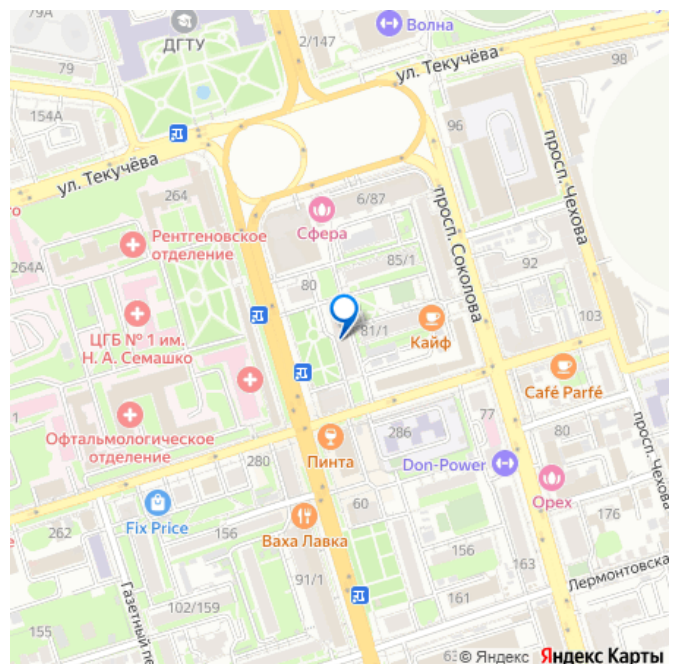 79А
ДГТУ
2/147
Волна
79
ул. Текучёва
98
154А
96
ул. Текучёва
просп. Чехова
264
6/87
просп. Соколова
Сфера
Рентгеновское
отделение
264А
85/1
92
80
ЦГБ № 1 им.
Н. А. Семашко
81/1
Кайф
103
Café Parfé
Офтальмологическое
отделение
Пинта
286
77
80
просп. Чехова
280
Don-Power
Орех
Fix Price
60
262
156
Ваха Лавка
176
156
163
91/1
Лермонтовская
Газетный пе
102/159
161
155
63
© Яндекс Яндекс Карты